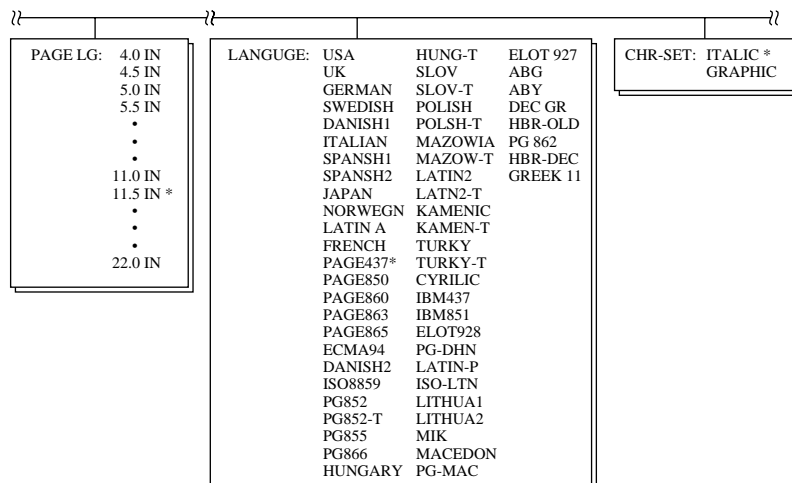 PAGE LG: 4.0 IN
4.5 IN
5.0 IN
5.5 IN
•
•
•
11.0 IN
11.5 IN *
•
•
•
22.0 IN
LANGUGE: USA HUNG-T ELOT 927
UK SLOV ABG
GERMAN SLOV-T ABY
SWEDISH POLISH DEC GR
DANISH1 POLSH-T HBR-OLD
ITALIAN MAZOWIA PG 862
SPANSH1 MAZOW-T HBR-DEC
SPANSH2 LATIN2 GREEK 11
JAPAN LATN2-T
NORWEGN KAMENIC
LATIN A KAMEN-T
FRENCH TURKY
PAGE437* TURKY-T
PAGE850 CYRILIC
PAGE860 IBM437
PAGE863 IBM851
PAGE865 ELOT928
ECMA94 PG-DHN
DANISH2 LATIN-P
ISO8859 ISO-LTN
PG852 LITHUA1
PG852-T LITHUA2
PG855 MIK
PG866 MACEDON
HUNGARY PG-MAC
CHR-SET: ITALIC *
GRAPHIC